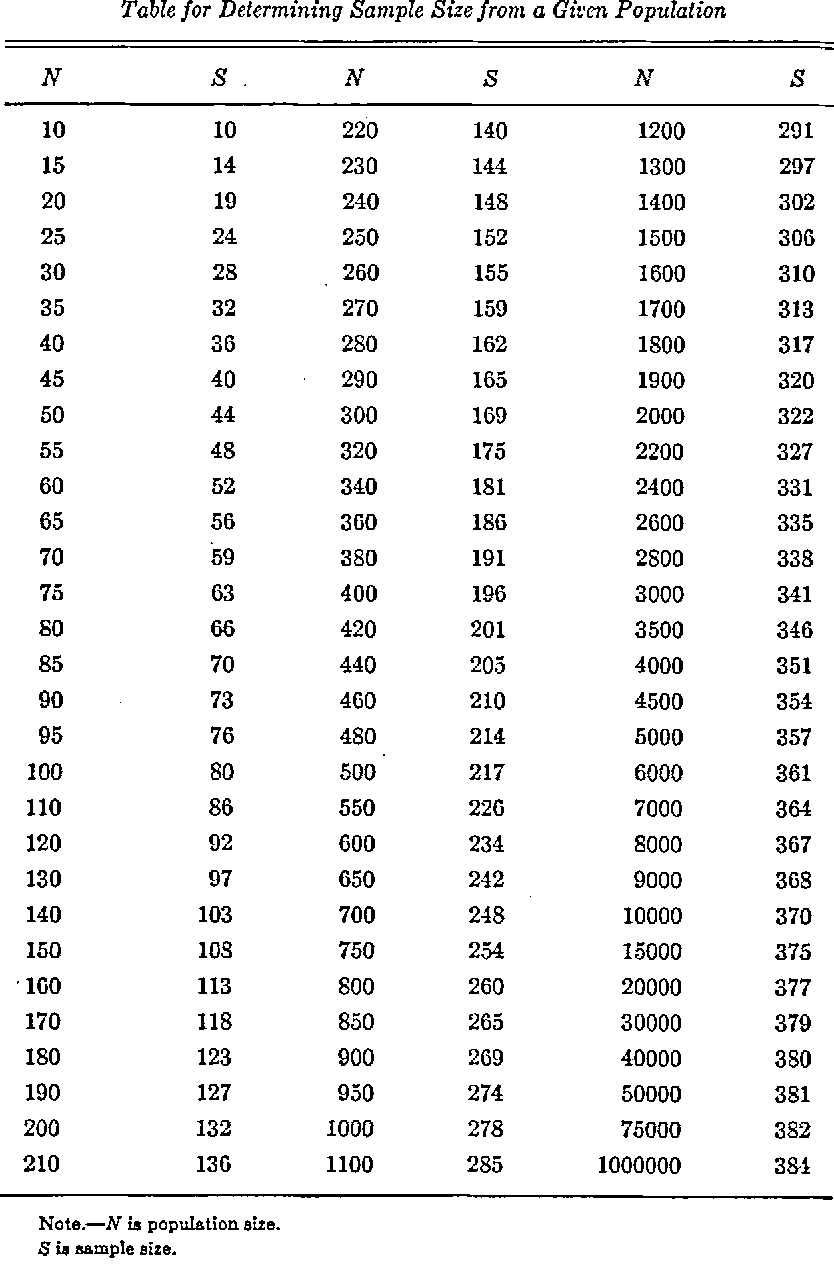 Table for Determining Sample Size from a Given Population
N S N S N S
10 10 220 140 1200 291
15 14 230 144 1300 297
20 19 240 148 1400 302
25 24 250 152 1500 306
30 28 260 155 1600 310
35 32 270 159 1700 313
40 36 280 162 1800 317
45 40 290 165 1900 320
50 44 300 169 2000 322
55 48 320 175 2200 327
60 52 340 181 2400 331
65 56 360 186 2600 335
70 59 380 191 2800 338
75 63 400 196 3000 341
80 66 420 201 3500 346
85 70 440 205 4000 351
90 73 460 210 4500 354
95 76 480 214 5000 357
100 80 500 217 6000 361
110 86 550 226 7000 364
120 92 600 234 8000 367
130 97 650 242 9000 368
140 103 700 248 10000 370
150 108 750 254 15000 375
160 113 800 260 20000 377
170 118 850 265 30000 379
180 123 900 269 40000 380
190 127 950 274 50000 381
200 132 1000 278 75000 382
210 136 1100 285 1000000 384
Note.—N is population size.
S is sample size.